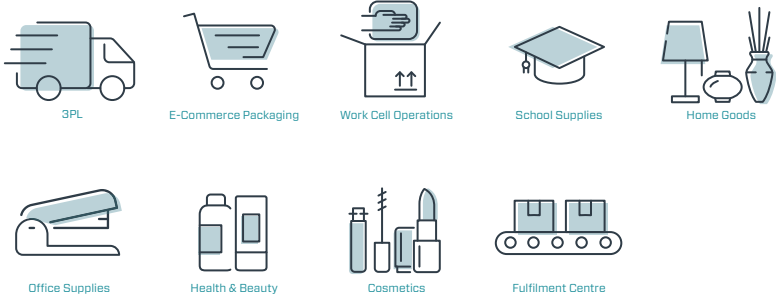 3PL
E-Commerce Packaging
Work Cell Operations
School Supplies
Home Goods
Office Supplies
Health & Beauty
Cosmetics
Fulfilment Centre